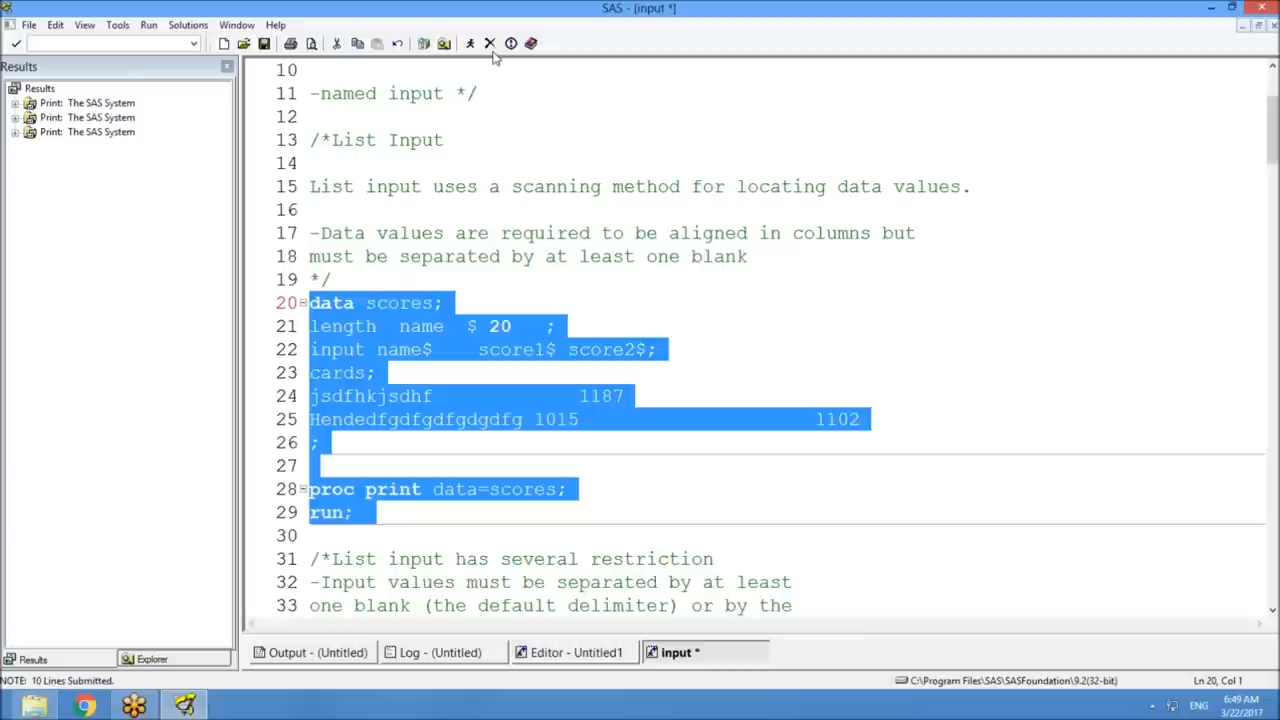 SAS - [input *]
File Edit View Tools Run Solutions Window Help
Results
Results
Print: The SAS System
Print: The SAS System
Print: The SAS System
10
11 -named input */
12
13 /*List Input
14
15 List input uses a scanning method for locating data values.
16
17 -Data values are required to be aligned in columns but
18 must be separated by at least one blank
19 */
20 data scores;
21 length name $ 20 ;
22 input name$ score1$ score2$;
23 cards;
24 jsdfhkjsdhf 1187
25 Hendedfgdfgdfgdgdfg 1015 1102
26 ;
27
28 proc print data=scores;
29 run;
30
31 /*List input has several restriction
32 -Input values must be separated by at least
33 one blank (the default delimiter) or by the
Results Explorer Output - (Untitled) Log - (Untitled) Editor - Untitled1 input *
NOTE: 10 Lines Submitted. C:\Program Files\SAS\SASFoundation\9.2(32-bit) Ln 20, Col 1
ENG 6:49 AM
3/22/2017